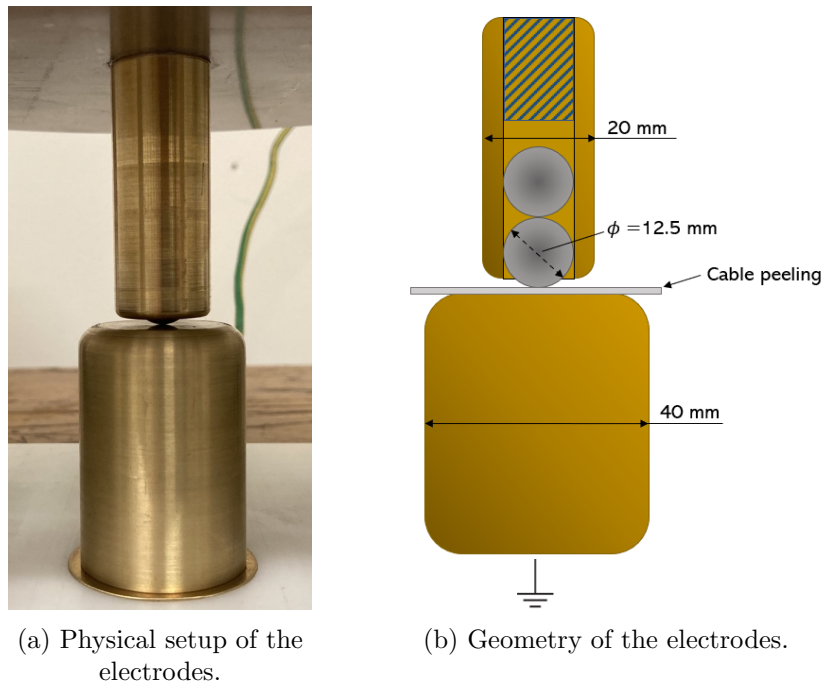 20 mm
ϕ =12.5 mm
Cable peeling
40 mm
(a) Physical setup of the
electrodes.
(b) Geometry of the electrodes.